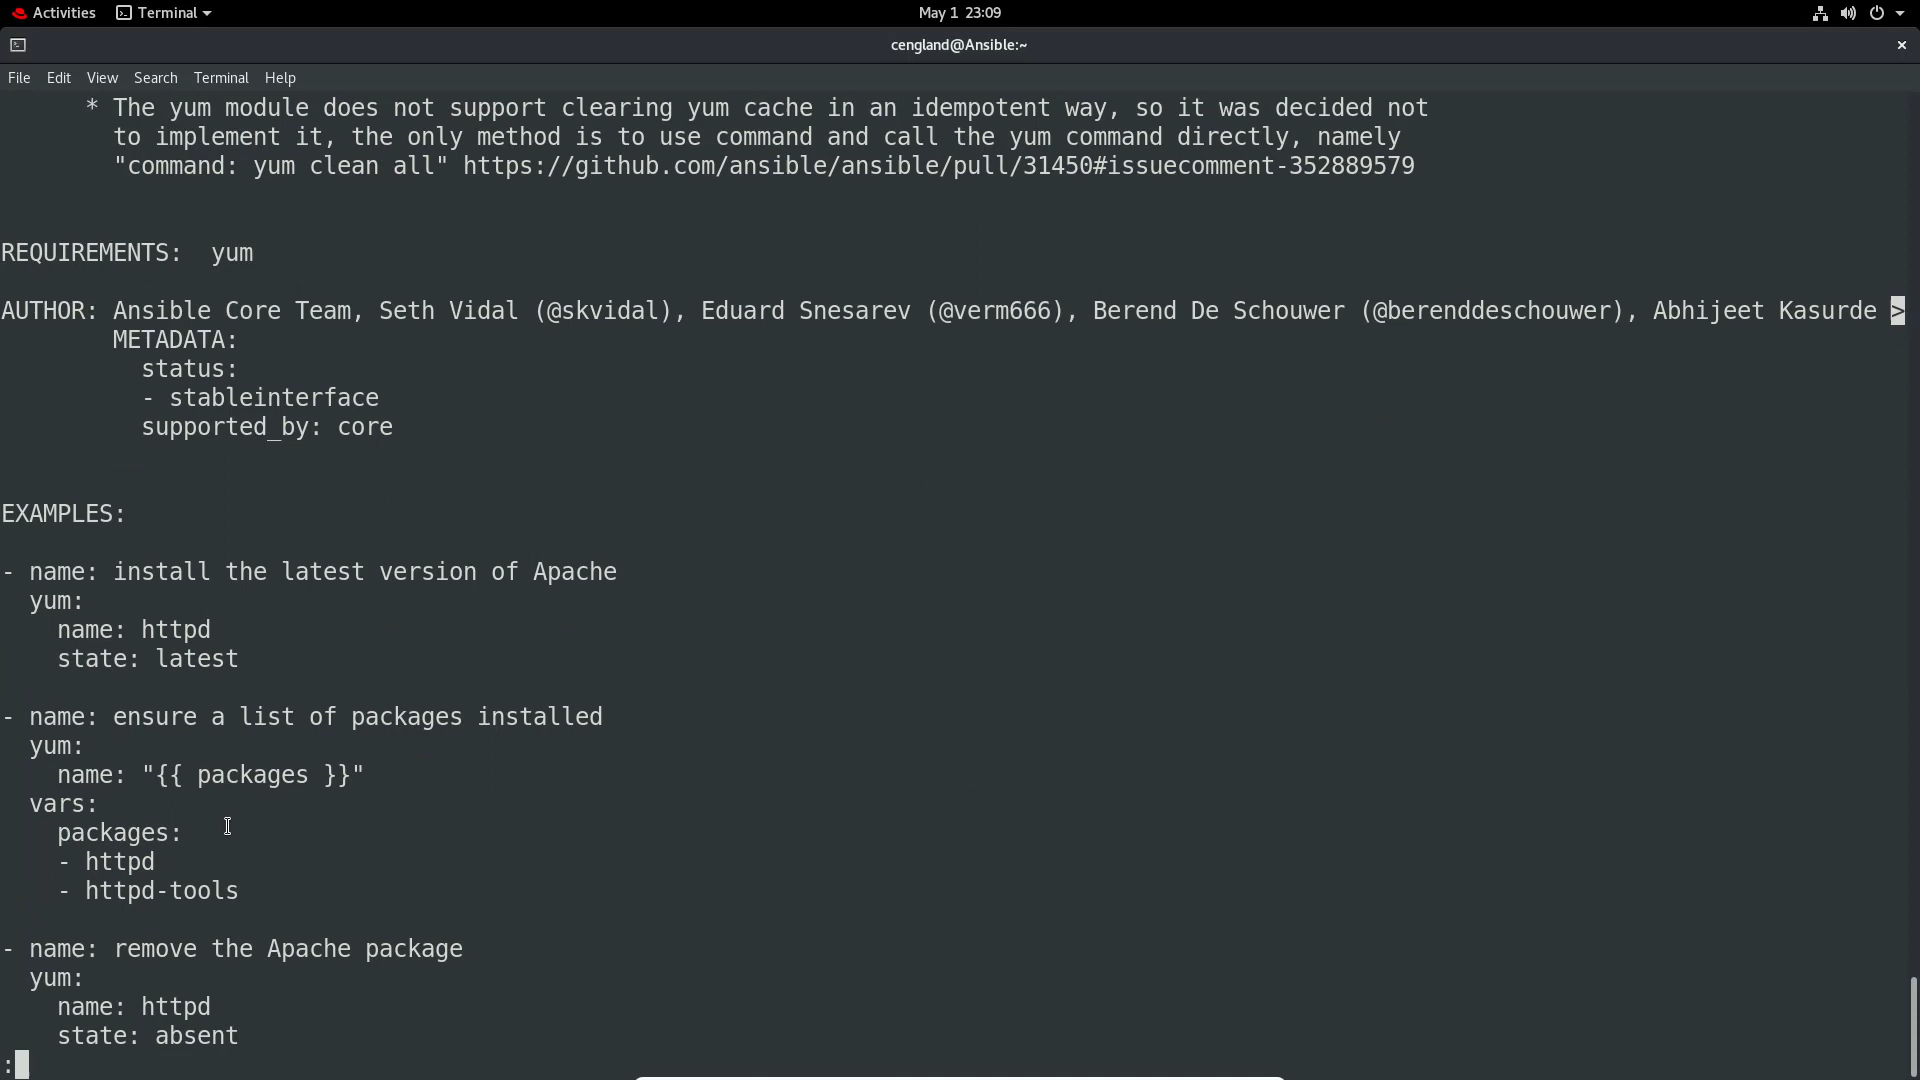 Activities Terminal May 1 23:09
cengland@Ansible:~ ×
File Edit View Search Terminal Help
* The yum module does not support clearing yum cache in an idempotent way, so it was decided not
to implement it, the only method is to use command and call the yum command directly, namely
"command: yum clean all" https://github.com/ansible/ansible/pull/31450#issuecomment-352889579
REQUIREMENTS:  yum
AUTHOR: Ansible Core Team, Seth Vidal (@skvidal), Eduard Snesarev (@verm666), Berend De Schouwer (@berenddeschouwer), Abhijeet Kasurde >
METADATA:
status:
- stableinterface
supported_by: core
EXAMPLES:
- name: install the latest version of Apache
yum:
name: httpd
state: latest
- name: ensure a list of packages installed
yum:
name: "{{ packages }}"
vars:
packages:
- httpd
- httpd-tools
- name: remove the Apache package
yum:
name: httpd
state: absent
: